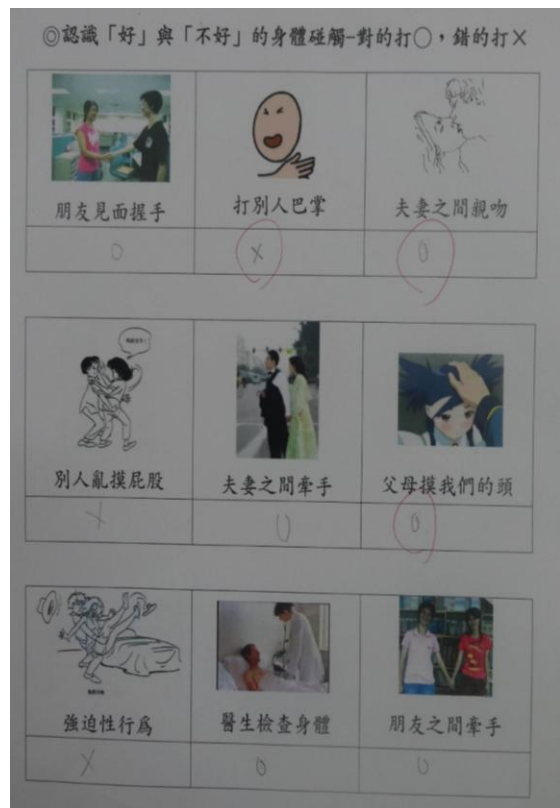 ◎認識「好」與「不好」的身體碰觸-對的打○，錯的打×
朋友見面握手
打別人巴掌
夫妻之間親吻
O
X
O
別人亂摸屁股
夫妻之間牽手
父母摸我們的頭
X
O
O
強迫性行為
醫生檢查身體
朋友之間牽手
X
O
O